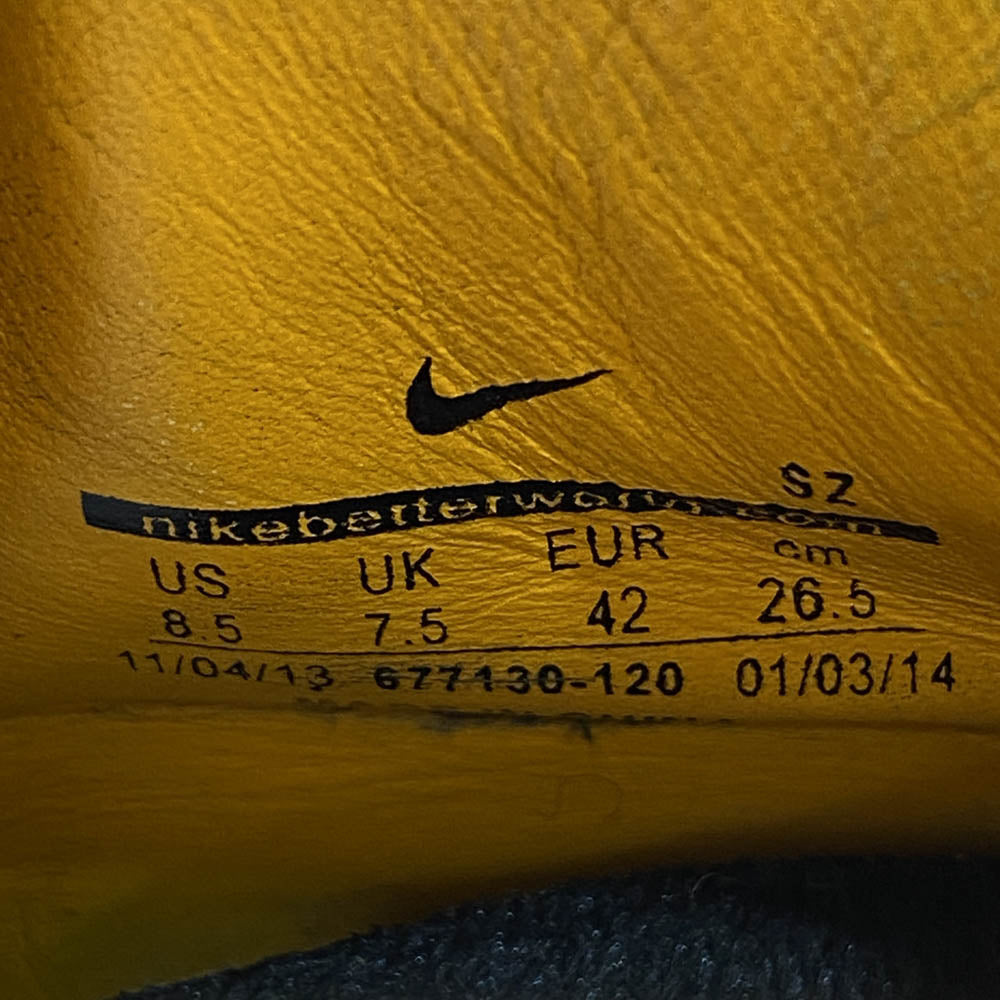 SZ
nikebetterworld.com
US UK EUR cm
8.5 7.5 42 26.5
11/04/13 677130-120 01/03/14